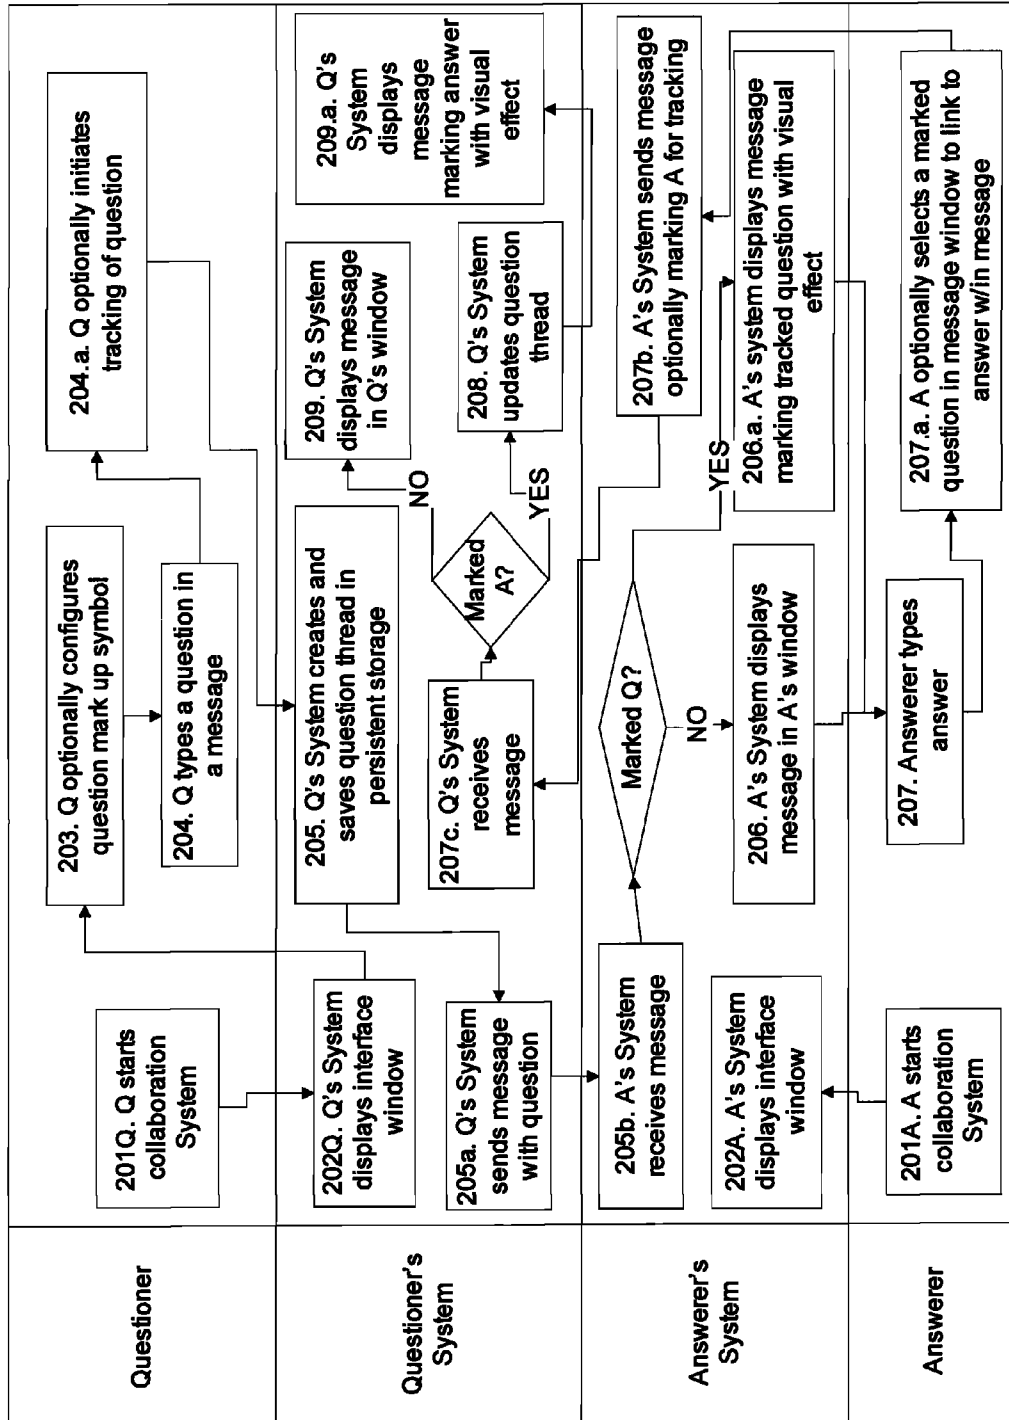 Questioner
201Q. Q starts
collaboration
System
203. Q optionally configures
question mark up symbol
204. Q types a question in
a message
204.a. Q optionally initiates
tracking of question
Questioner's
System
202Q. Q's System
displays interface
window
205a. Q's System
sends message
with question
205. Q's System creates and
saves question thread in
persistent storage
207c. Q's System
receives
message
Marked
A?
NO
YES
209. Q's System
displays message
in Q's window
208. Q's System
updates question
thread
209.a. Q's
System
displays
message
marking answer
with visual
effect
Answerer's
System
205b. A's System
receives message
202A. A's System
displays interface
window
Marked Q?
NO
YES
206. A's System displays
message in A's window
207b. A's System sends message
optionally marking A for tracking
206.a. A's system displays message
marking tracked question with visual
effect
Answerer
201A. A starts
collaboration
System
207. Answerer types
answer
207.a. A optionally selects a marked
question in message window to link to
answer w/in message